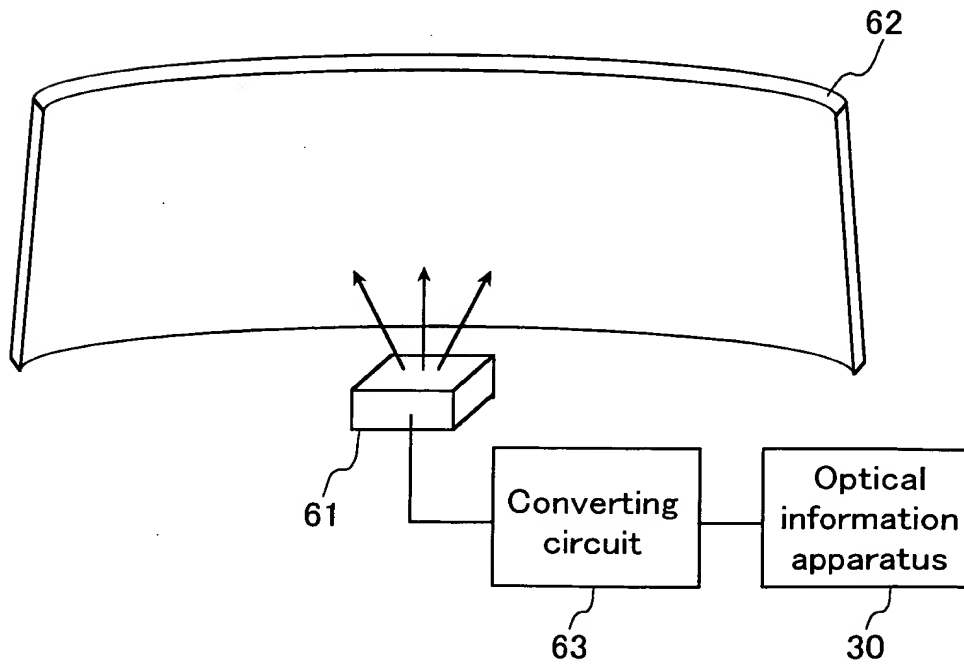 62
61
Converting
circuit
Optical
information
apparatus
63
30